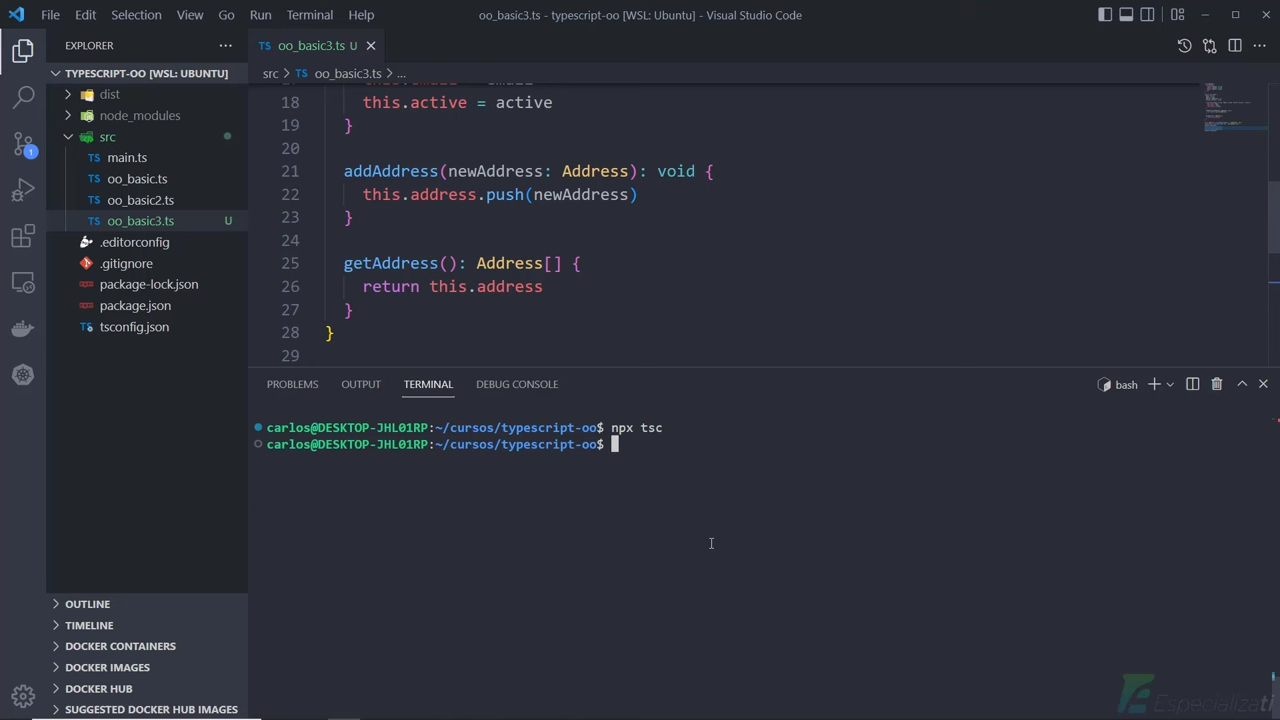 File Edit Selection View Go Run Terminal Help
oo_basic3.ts - typescript-oo [WSL: Ubuntu] - Visual Studio Code
EXPLORER
TYPESCRIPT-OO [WSL: UBUNTU]
dist
node_modules
src
TS main.ts
TS oo_basic.ts
TS oo_basic2.ts
TS oo_basic3.ts U
.editorconfig
.gitignore
package-lock.json
package.json
TS tsconfig.json
OUTLINE
TIMELINE
DOCKER CONTAINERS
DOCKER IMAGES
DOCKER HUB
SUGGESTED DOCKER HUB IMAGES
1
TS oo_basic3.ts U
src > TS oo_basic3.ts > ...
18 this.active = active
19 }
20
21 addAddress(newAddress: Address): void {
22 this.address.push(newAddress)
23 }
24
25 getAddress(): Address[] {
26 return this.address
27 }
28 }
29
PROBLEMS OUTPUT TERMINAL DEBUG CONSOLE
bash
carlos@DESKTOP-JHL01RP:~/cursos/typescript-oo$ npx tsc
carlos@DESKTOP-JHL01RP:~/cursos/typescript-oo$
Especializati